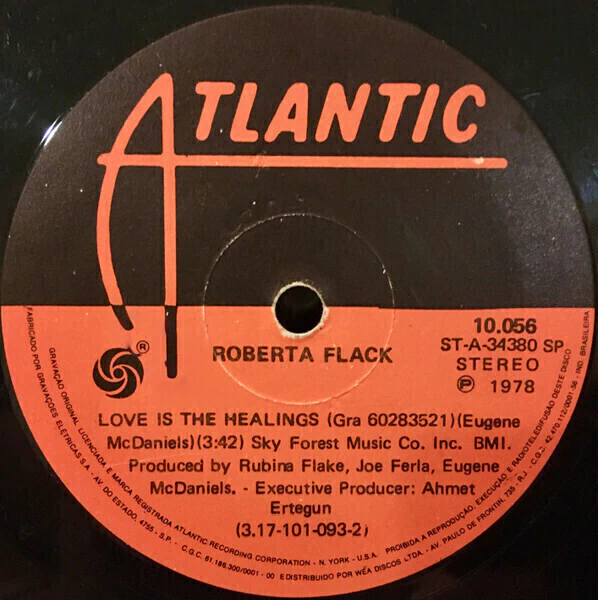 ATLANTIC
®
ROBERTA FLACK
10.056
ST-A-34380 SP
STEREO
℗ 1978
LOVE IS THE HEALINGS (Gra 60283521)(Eugene
McDaniels)(3:42) Sky Forest Music Co. Inc. BMI.
Produced by Rubina Flake, Joe Ferla, Eugene
McDaniels. - Executive Producer: Ahmet
Ertegun
(3.17-101-093-2)
GRAVAÇÃO ORIGINAL LICENCIADA E MARCA REGISTRADA ATLANTIC RECORDING CORPORATION - N. YORK - U.S.A. PROIBIDA A REPRODUÇÃO, EXECUÇÃO E RADIOTELEDIFUSÃO DESTE DISCO
FABRICADO POR GRAVAÇÕES ELÉTRICAS S.A - AV. DO ESTADO, 4755 - S.P. - C.G.C. 61.186.300/0001-00 E DISTRIBUIDO POR WEA DISCOS LTDA - AV. PAULO DE FRONTIN, 735 - R.J. - C.G.C. 42.470.112/0001-56 - IND. BRASILEIRA